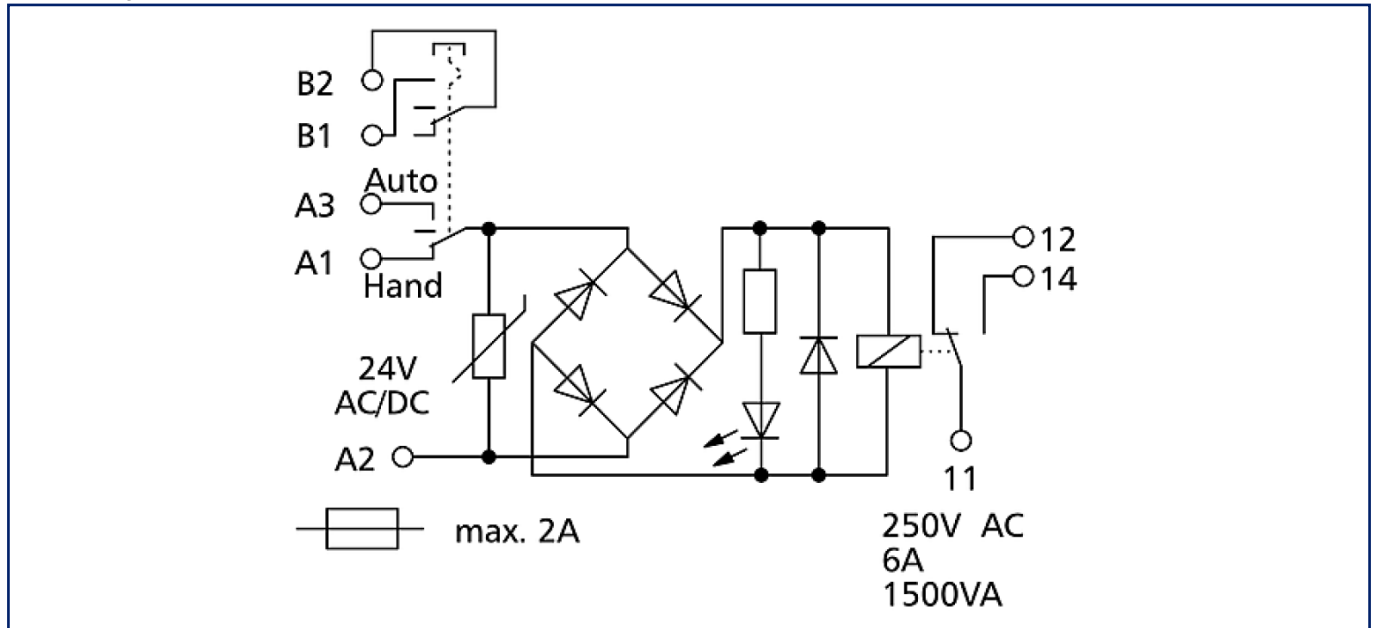 B2
B1
Auto
A3
A1
Hand
12
14
24V
AC/DC
A2
11
max. 2A
250V AC
6A
1500VA